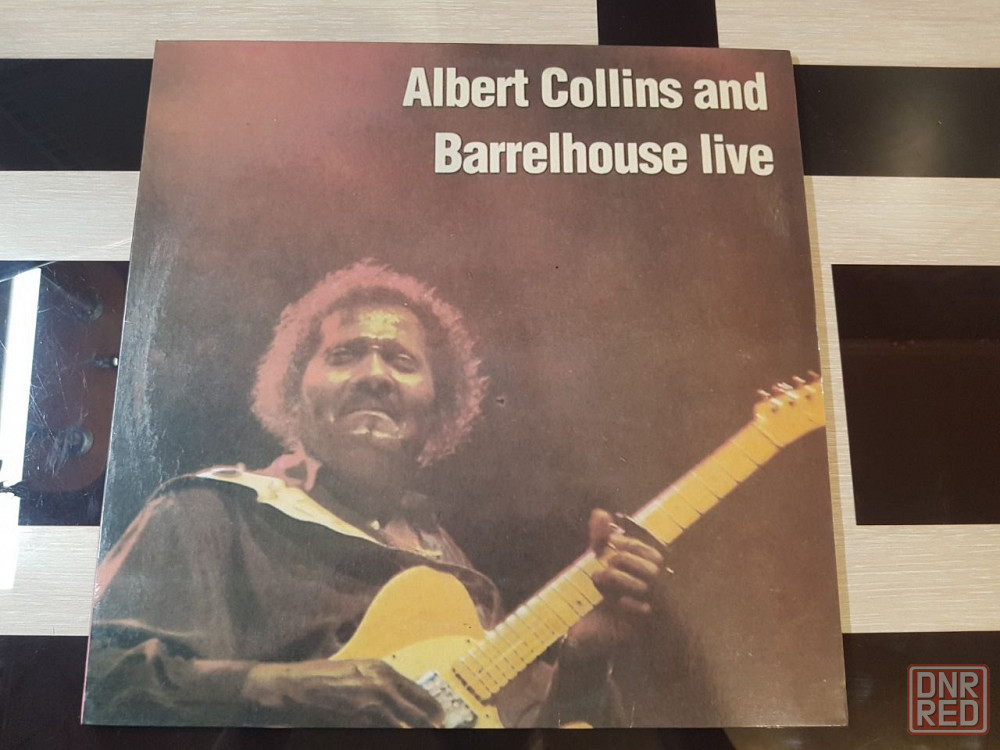 Albert Collins and
Barrelhouse live
DNR
RED